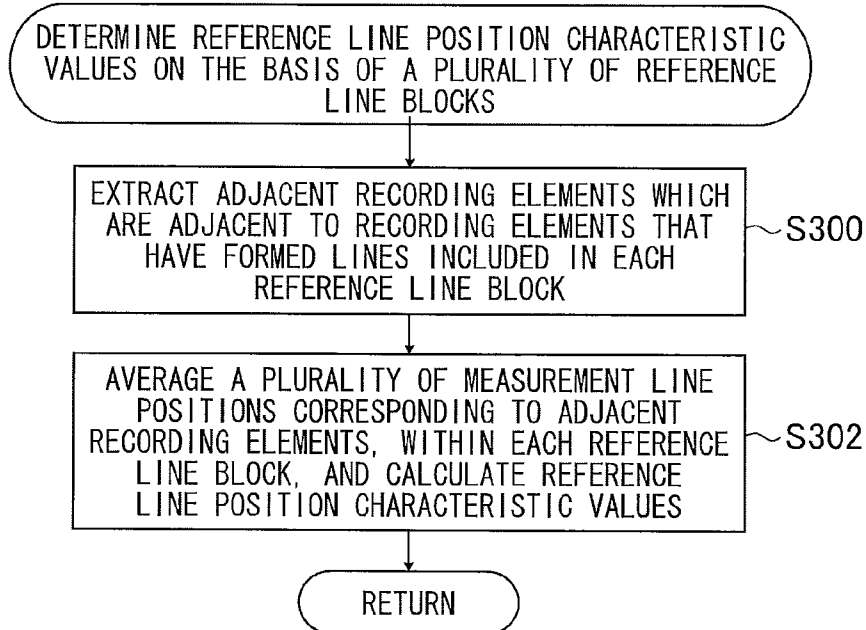 DETERMINE REFERENCE LINE POSITION CHARACTERISTIC
VALUES ON THE BASIS OF A PLURALITY OF REFERENCE
LINE BLOCKS
EXTRACT ADJACENT RECORDING ELEMENTS WHICH
ARE ADJACENT TO RECORDING ELEMENTS THAT
HAVE FORMED LINES INCLUDED IN EACH
REFERENCE LINE BLOCK
S300
AVERAGE A PLURALITY OF MEASUREMENT LINE
POSITIONS CORRESPONDING TO ADJACENT
RECORDING ELEMENTS, WITHIN EACH REFERENCE
LINE BLOCK, AND CALCULATE REFERENCE
LINE POSITION CHARACTERISTIC VALUES
S302
RETURN